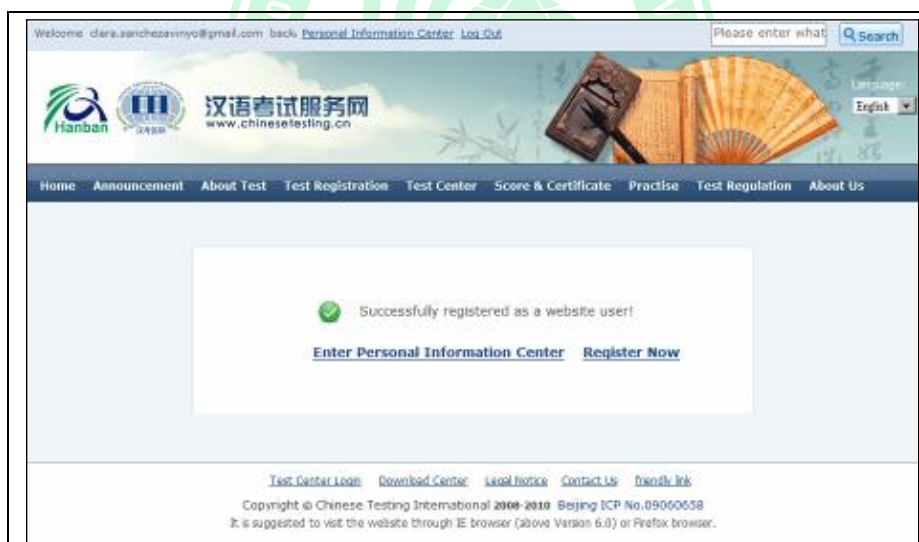 Welcome clara.sanchezavinyo@gmail.com back, Personal Information Center Log Out
Please enter what Search
Hanban
汉语考试服务网
www.chinesetesting.cn
Language:
English
Home Announcement About Test Test Registration Test Center Score & Certificate Practise Test Regulation About Us
Successfully registered as a website user!
Enter Personal Information Center Register Now
Test Center Login Download Center Legal Notice Contact Us friendly link
Copyright @ Chinese Testing International 2008-2010 Beijing ICP No.09060658
It is suggested to visit the website through IE browser (above Version 6.0) or Firefox browser.